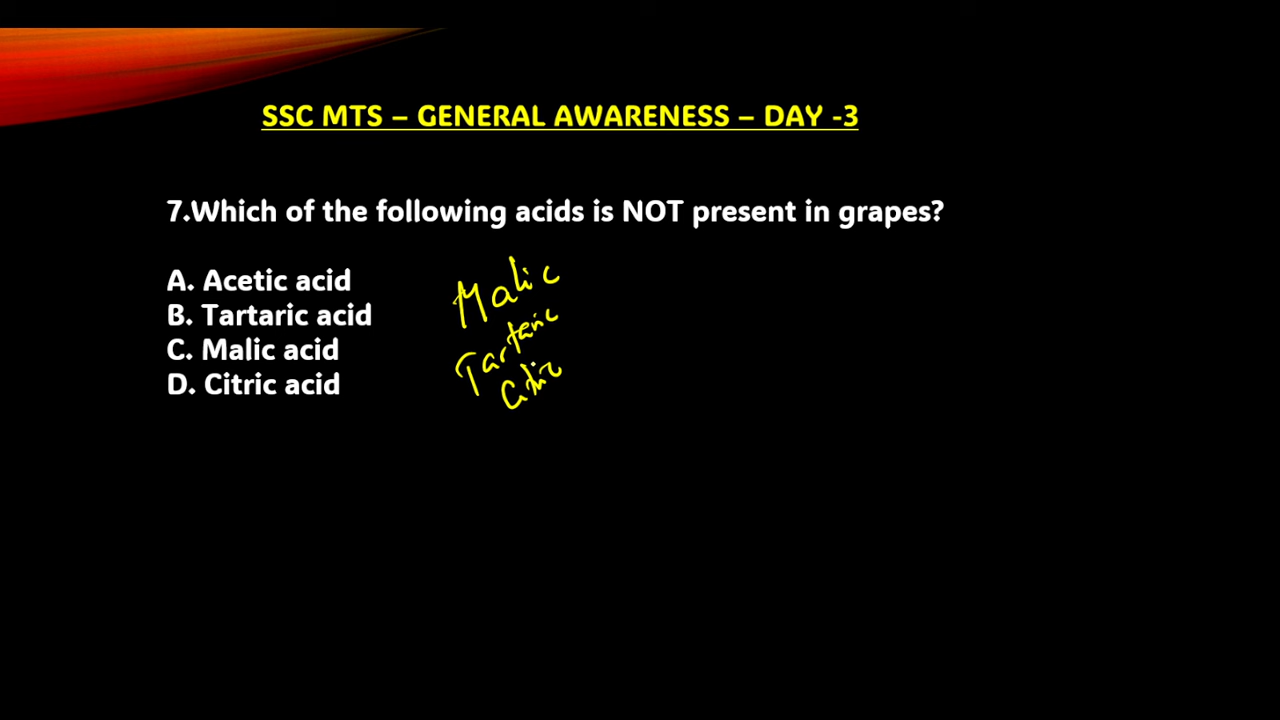 SSC MTS – GENERAL AWARENESS – DAY -3
7.Which of the following acids is NOT present in grapes?
A. Acetic acid
B. Tartaric acid
C. Malic acid
D. Citric acid
Malic
Tartaric
Citric